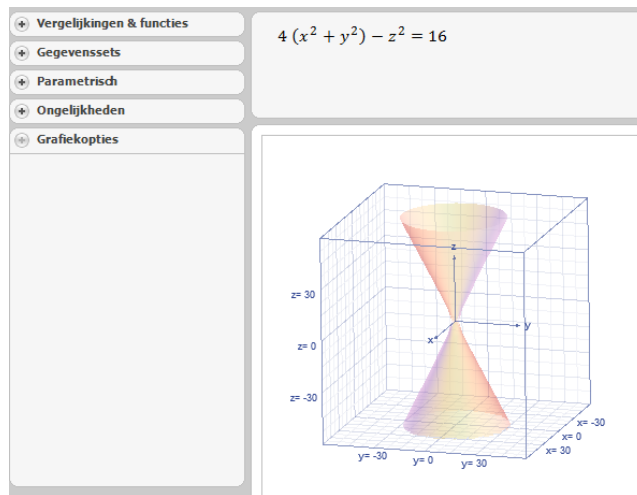 Vergelijkingen & functies
Gegevenssets
Parametrisch
Ongelijkheden
Grafiekopties
4 (x² + y²) − z² = 16
z
y
x
z= 30
z= 0
z= -30
y= -30
y= 0
y= 30
x= -30
x= 0
x= 30